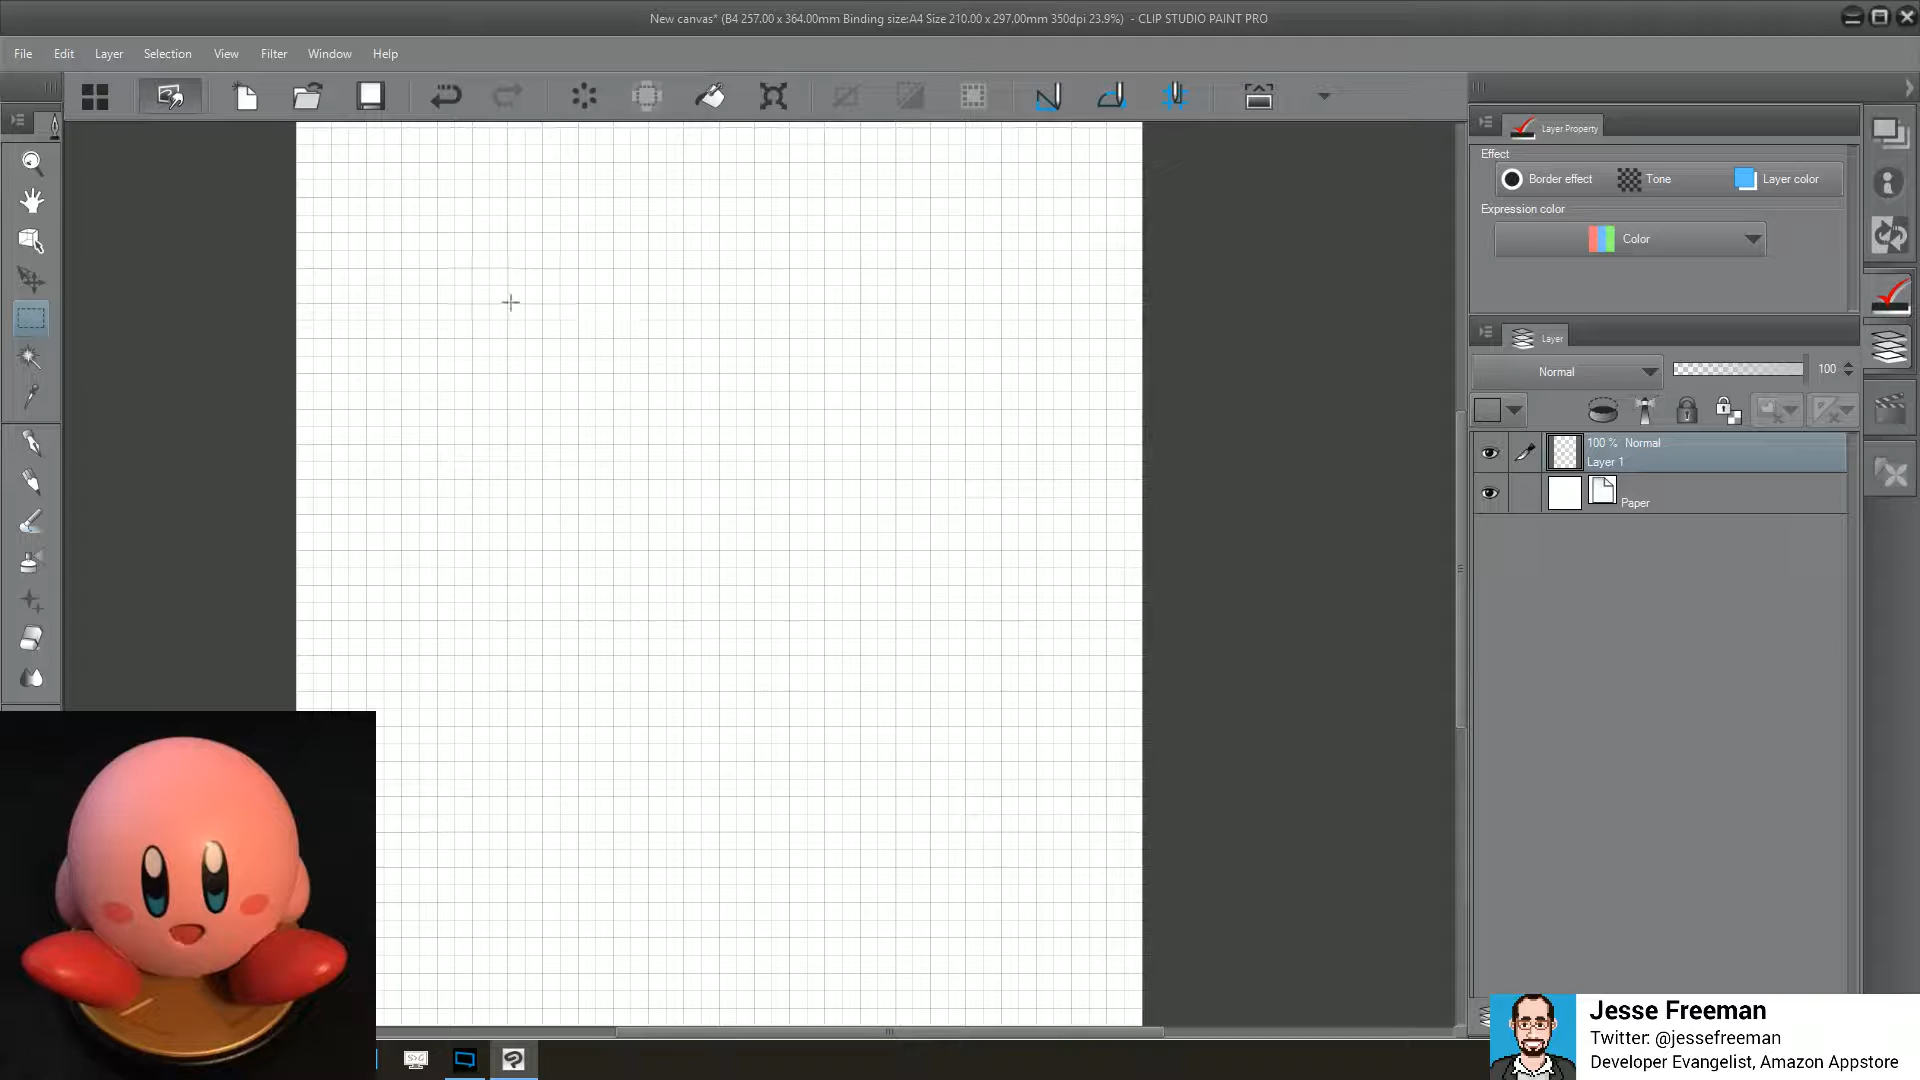 New canvas* (B4 257.00 x 364.00mm Binding size:A4 Size 210.00 x 297.00mm 350dpi 23.9%) - CLIP STUDIO PAINT PRO
File Edit Layer Selection View Filter Window Help
Layer Property
Effect
Border effect Tone Layer color
Expression color
Color
Layer
Normal 100
100 % Normal
Layer 1
Paper
Jesse Freeman
Twitter: @jessefreeman
Developer Evangelist, Amazon Appstore